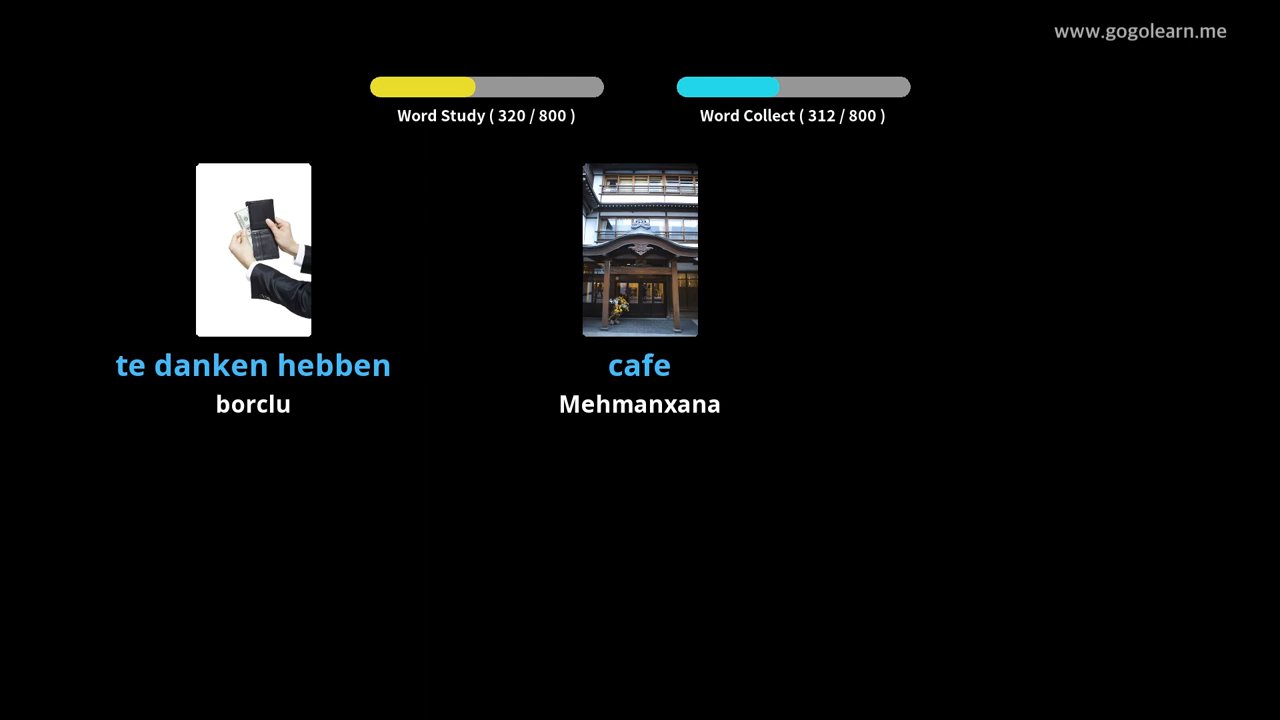 www.gogolearn.me
Word Study ( 320 / 800 )
Word Collect ( 312 / 800 )
te danken hebben
borclu
cafe
Mehmanxana